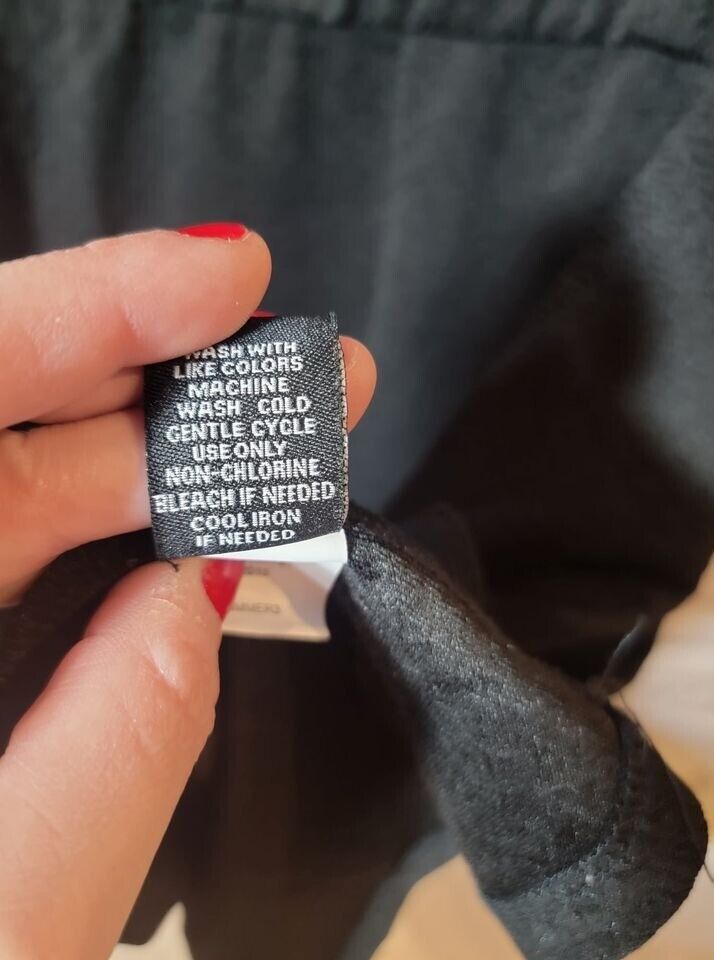 WASH WITH
LIKE COLORS
MACHINE
WASH COLD
GENTLE CYCLE
USE ONLY
NON-CHLORINE
BLEACH IF NEEDED
COOL IRON
IF NEEDED